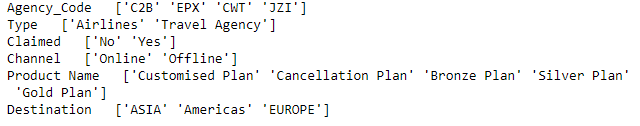 Agency_Code   ['C2B' 'EPX' 'CWT' 'JZI']
Type   ['Airlines' 'Travel Agency']
Claimed   ['No' 'Yes']
Channel   ['Online' 'Offline']
Product Name   ['Customised Plan' 'Cancellation Plan' 'Bronze Plan' 'Silver Plan'
 'Gold Plan']
Destination   ['ASIA' 'Americas' 'EUROPE']